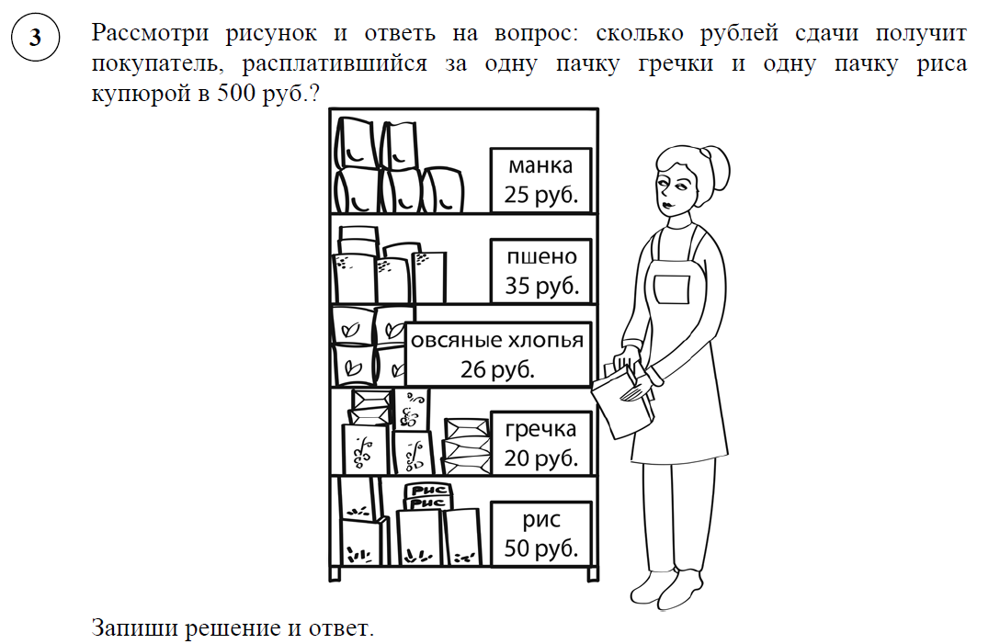 3
Рассмотри рисунок и ответь на вопрос: сколько рублей сдачи получит
покупатель, расплатившийся за одну пачку гречки и одну пачку риса
купюрой в 500 руб.?
манка
25 руб.
пшено
35 руб.
овсяные хлопья
26 руб.
гречка
20 руб.
РИС
РИС
рис
50 руб.
Запиши решение и ответ.